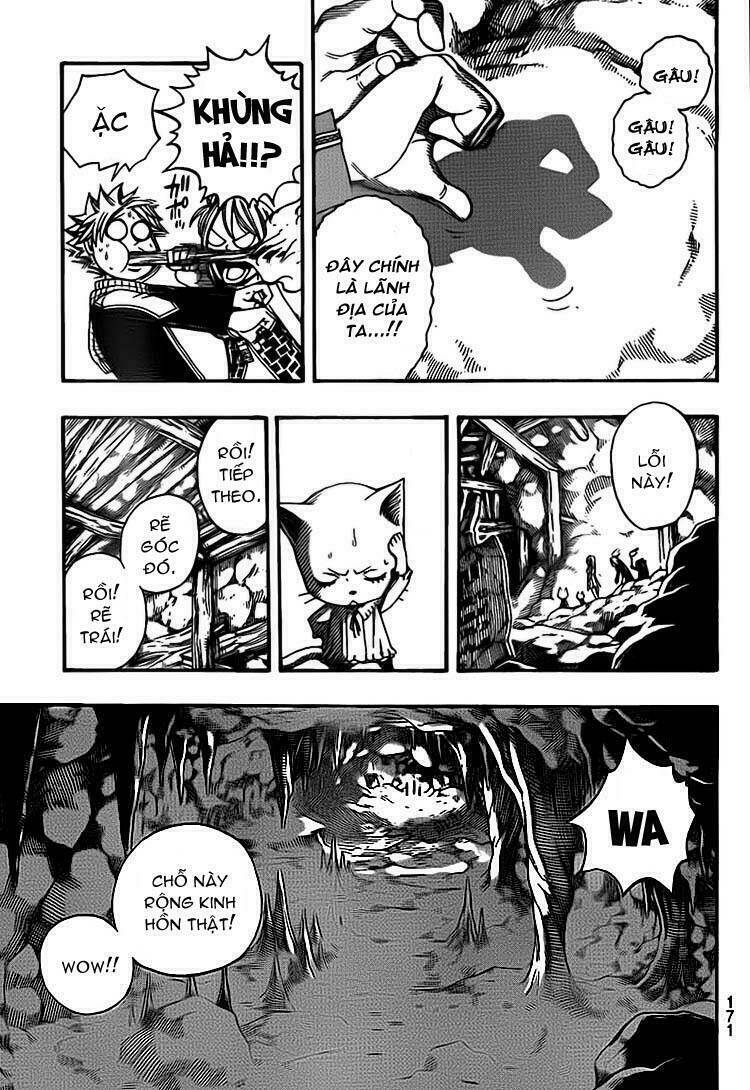 GÂU!
GÂU!
GÂU!
ĐÂY CHÍNH
LÀ LÃNH
ĐỊA CỦA
TA...!!
KHÙNG
HẢ!!?
ẶC
LỖI
NÀY!
RỒI!
TIẾP
THEO.
RẼ
GÓC
ĐÓ.
RỒI!
RẼ
TRÁI!
WA
CHỖ NÀY
RỘNG KINH
HỒN THẬT!
WOW!!
171